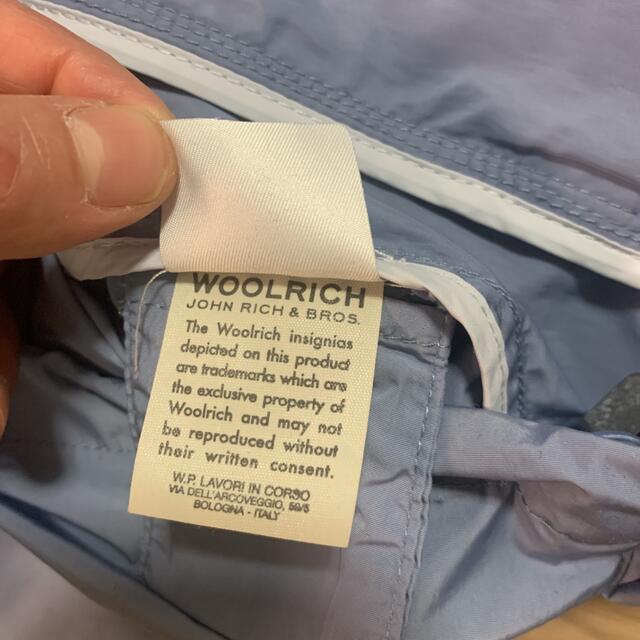 WOOLRICH
JOHN RICH & BROS.
The Woolrich insignias
depicted on this product
are trademarks which are
the exclusive property of
Woolrich and may not
be reproduced without
their written consent.
W.P. LAVORI IN CORSO
VIA DELL'ARCOVEGGIO, 59/5
BOLOGNA - ITALY